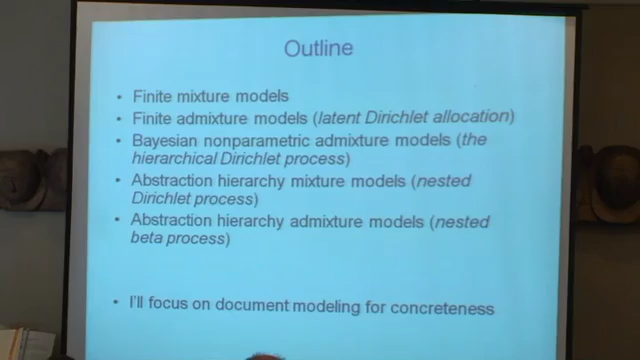 Outline
• Finite mixture models
• Finite admixture models (latent Dirichlet allocation)
• Bayesian nonparametric admixture models (the
hierarchical Dirichlet process)
• Abstraction hierarchy mixture models (nested
Dirichlet process)
• Abstraction hierarchy admixture models (nested
beta process)
• I'll focus on document modeling for concreteness